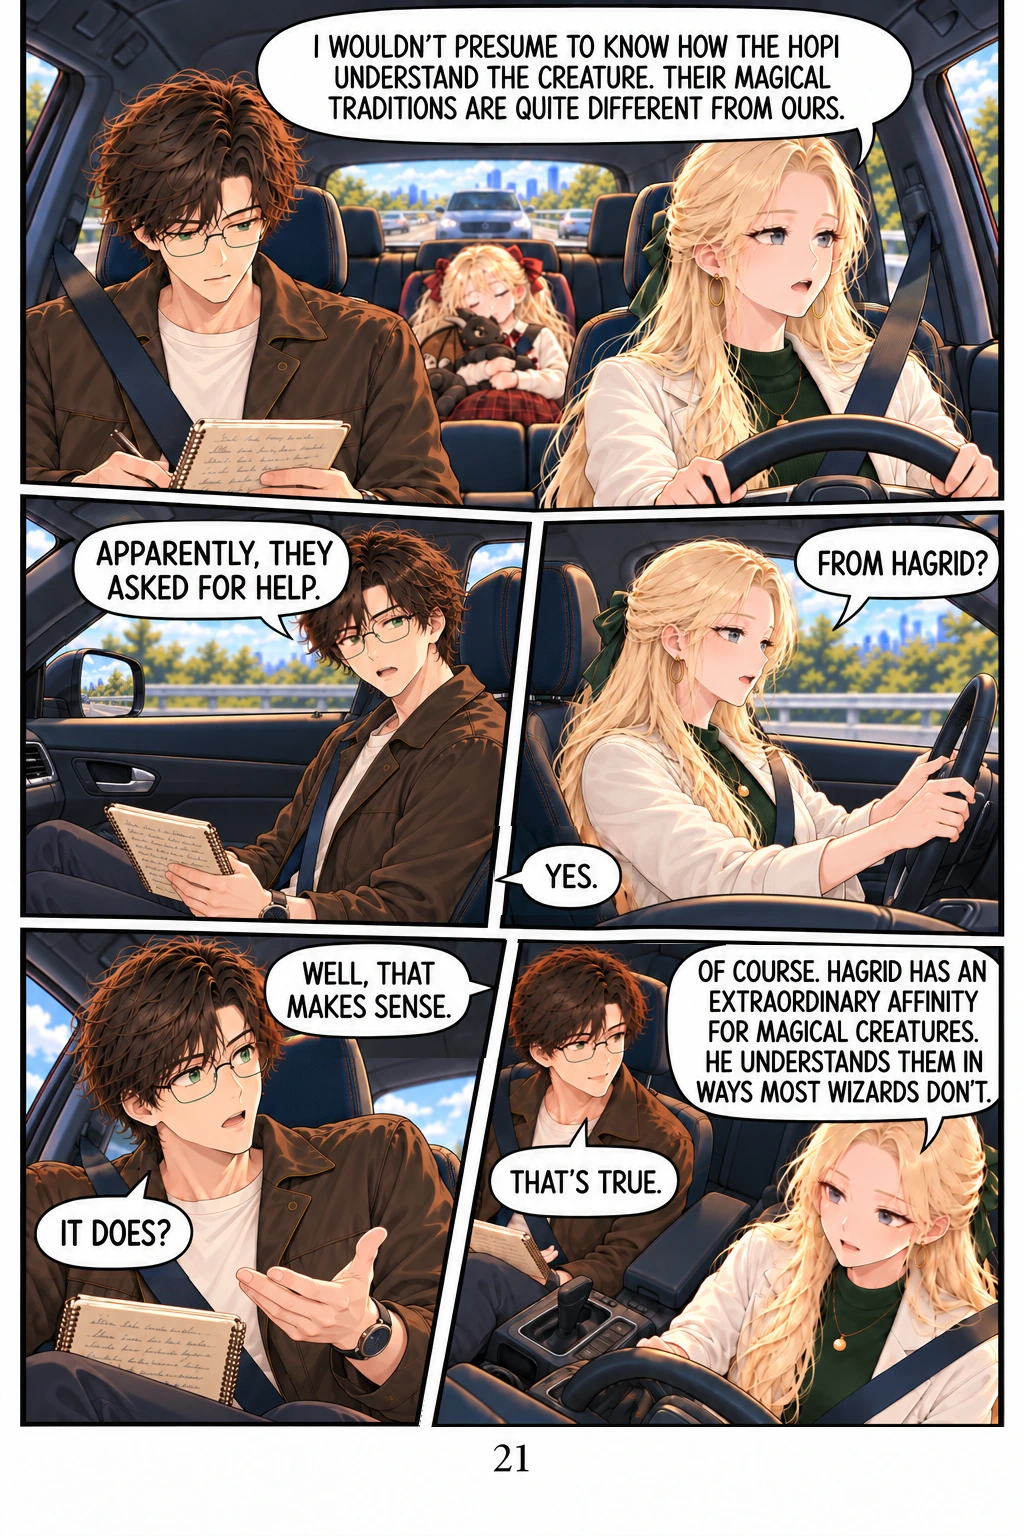 I WOULDN'T PRESUME TO KNOW HOW THE HOPI
UNDERSTAND THE CREATURE. THEIR MAGICAL
TRADITIONS ARE QUITE DIFFERENT FROM OURS.
APPARENTLY, THEY
ASKED FOR HELP.
FROM HAGRID?
YES.
WELL, THAT
MAKES SENSE.
IT DOES?
OF COURSE. HAGRID HAS AN
EXTRAORDINARY AFFINITY
FOR MAGICAL CREATURES.
HE UNDERSTANDS THEM IN
WAYS MOST WIZARDS DON'T.
THAT'S TRUE.
21